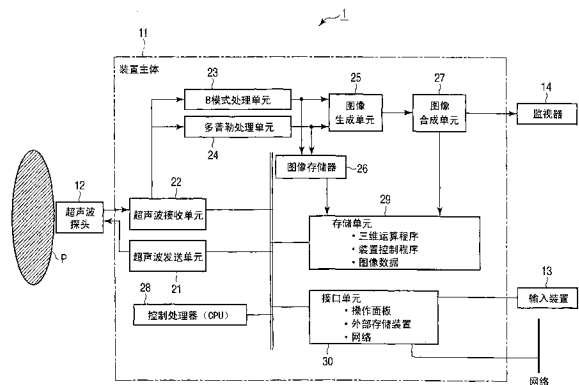 1
11
装置主体
23
B模式处理单元
25
图像
生成单元
27
图像
合成单元
14
监视器
多普勒处理单元
24
图像存储器
26
12
超声波
探头
P
22
超声波接收单元
29
存储单元
• 三维运算程序
• 装置控制程序
• 图像数据
超声波发送单元
21
28
控制处理器（CPU）
接口单元
• 操作面板
• 外部存储装置
• 网络
30
13
输入装置
网络